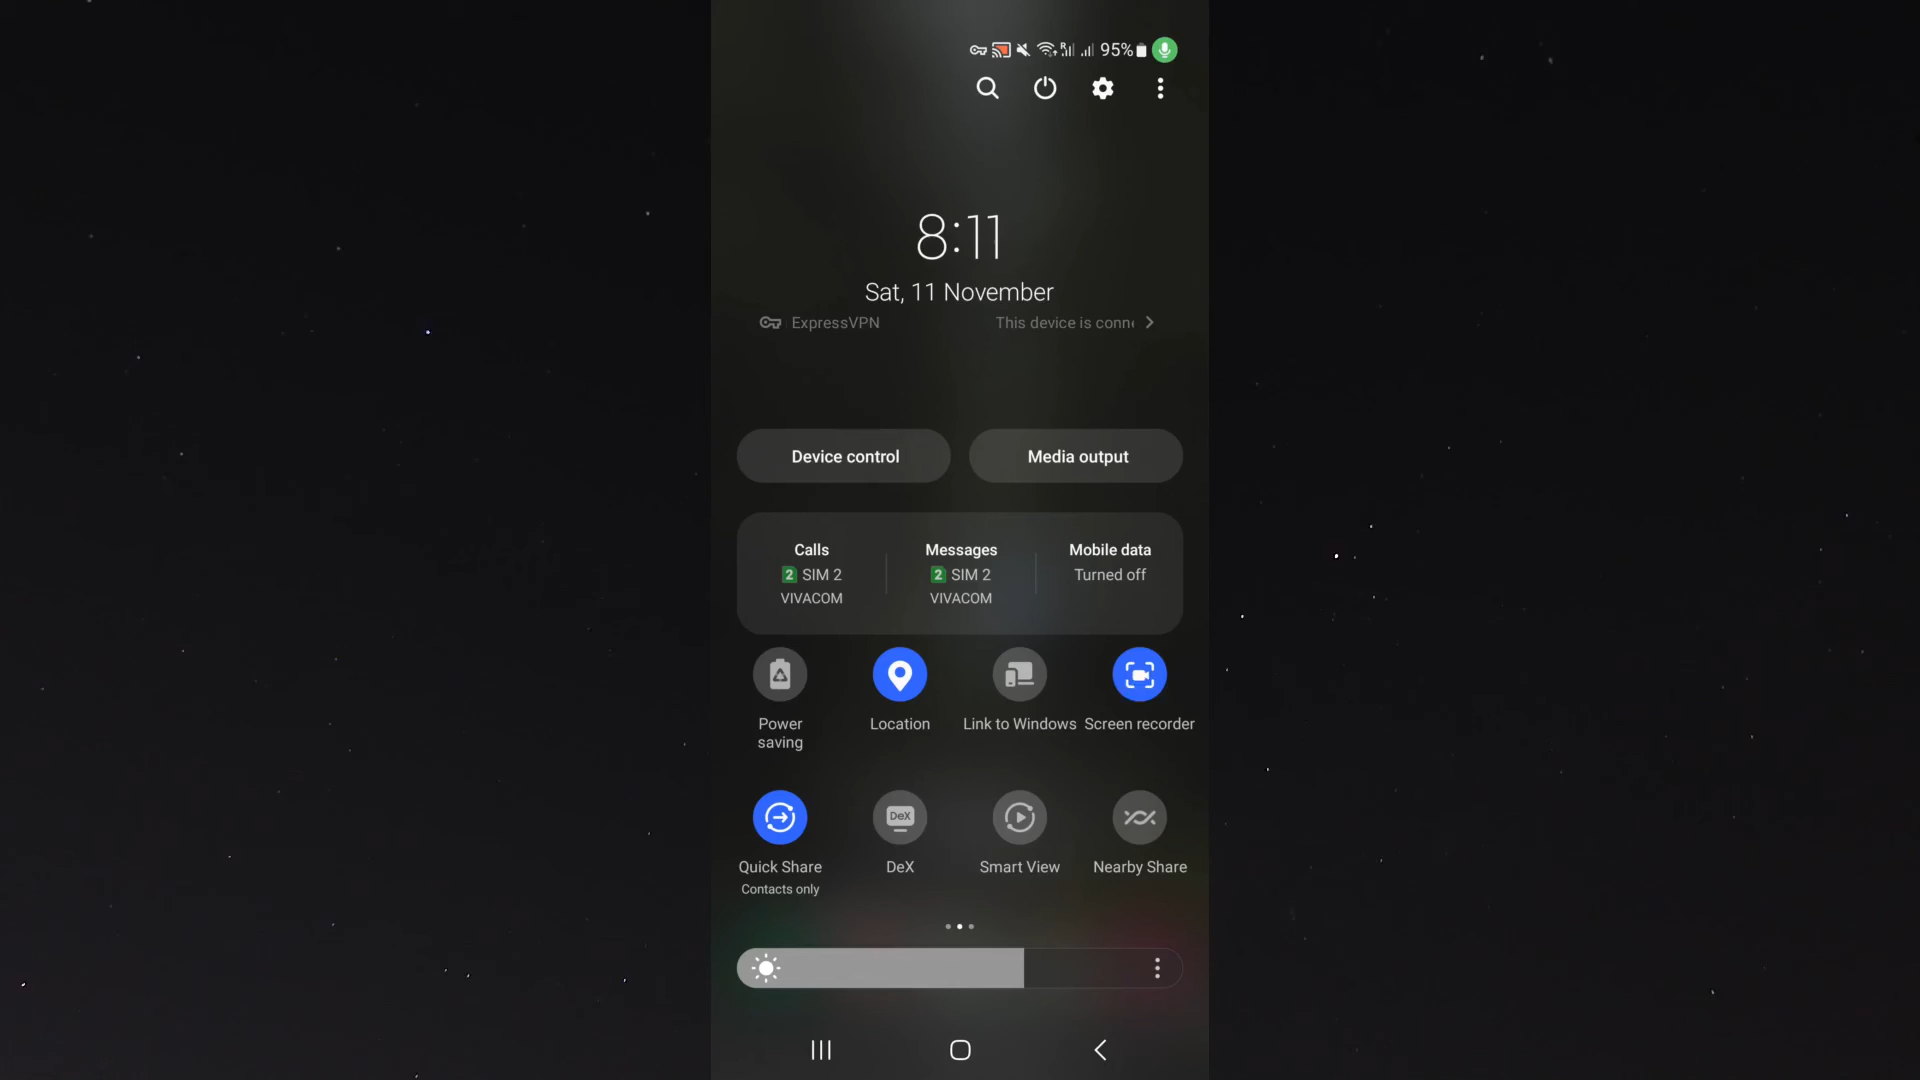 R 95%
8:11
Sat, 11 November
ExpressVPN This device is conn
Device control Media output
Calls Messages Mobile data
2 SIM 2 2 SIM 2 Turned off
VIVACOM VIVACOM
Power saving Location Link to Windows Screen recorder
DeX
Quick Share DeX Smart View Nearby Share
Contacts only